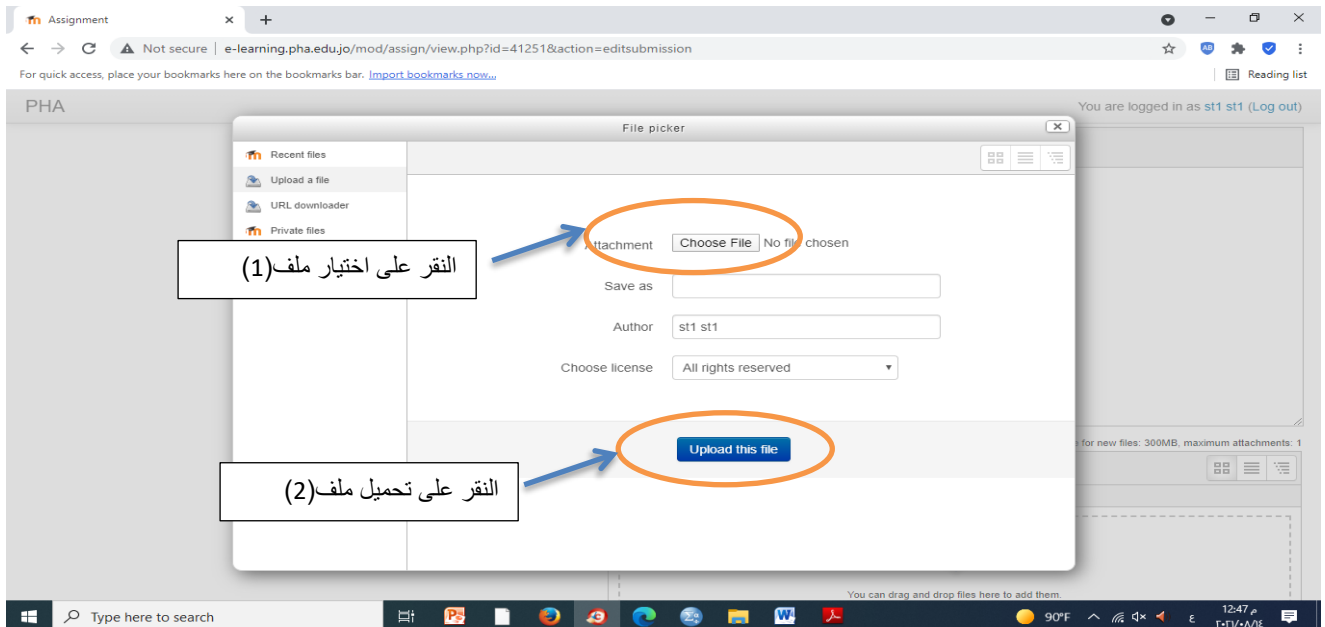 Assignment
Not secure | e-learning.pha.edu.jo/mod/assign/view.php?id=41251&action=editsubmission
AB
For quick access, place your bookmarks here on the bookmarks bar. Import bookmarks now...
Reading list
PHA
You are logged in as st1 st1 (Log out)
File picker
Recent files
Upload a file
URL downloader
Private files
Attachment
Choose File
No file chosen
النقر على اختيار ملف(1)
Save as
Author
st1 st1
Choose license
All rights reserved
Upload this file
for new files: 300MB, maximum attachments: 1
النقر على تحميل ملف(2)
You can drag and drop files here to add them.
Type here to search
90°F
ع
12:47 م
٢٠٢١/٠٨/١٤